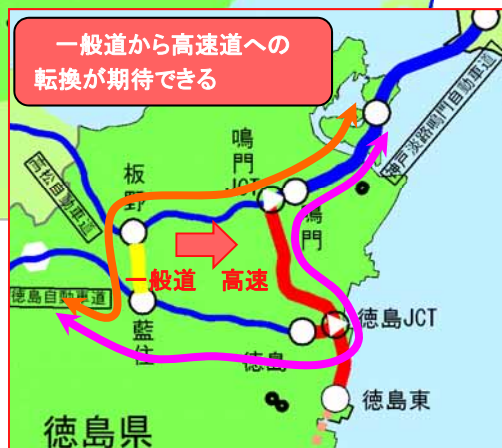 一般道から高速道への
転換が期待できる
神戸淡路鳴門自動車道
鳴門
JCT
板野
高松自動車道
鳴門
一般道 高速
徳島自動車道
藍住
徳島
徳島JCT
徳島東
徳島県